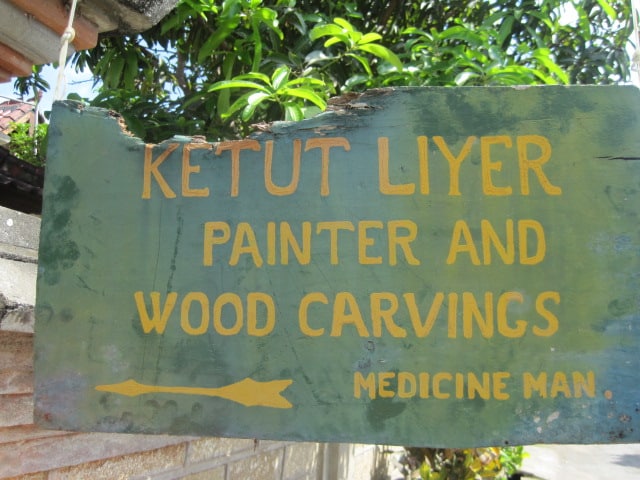 KETUT LIYER
PAINTER AND
WOOD CARVINGS
MEDICINE MAN.